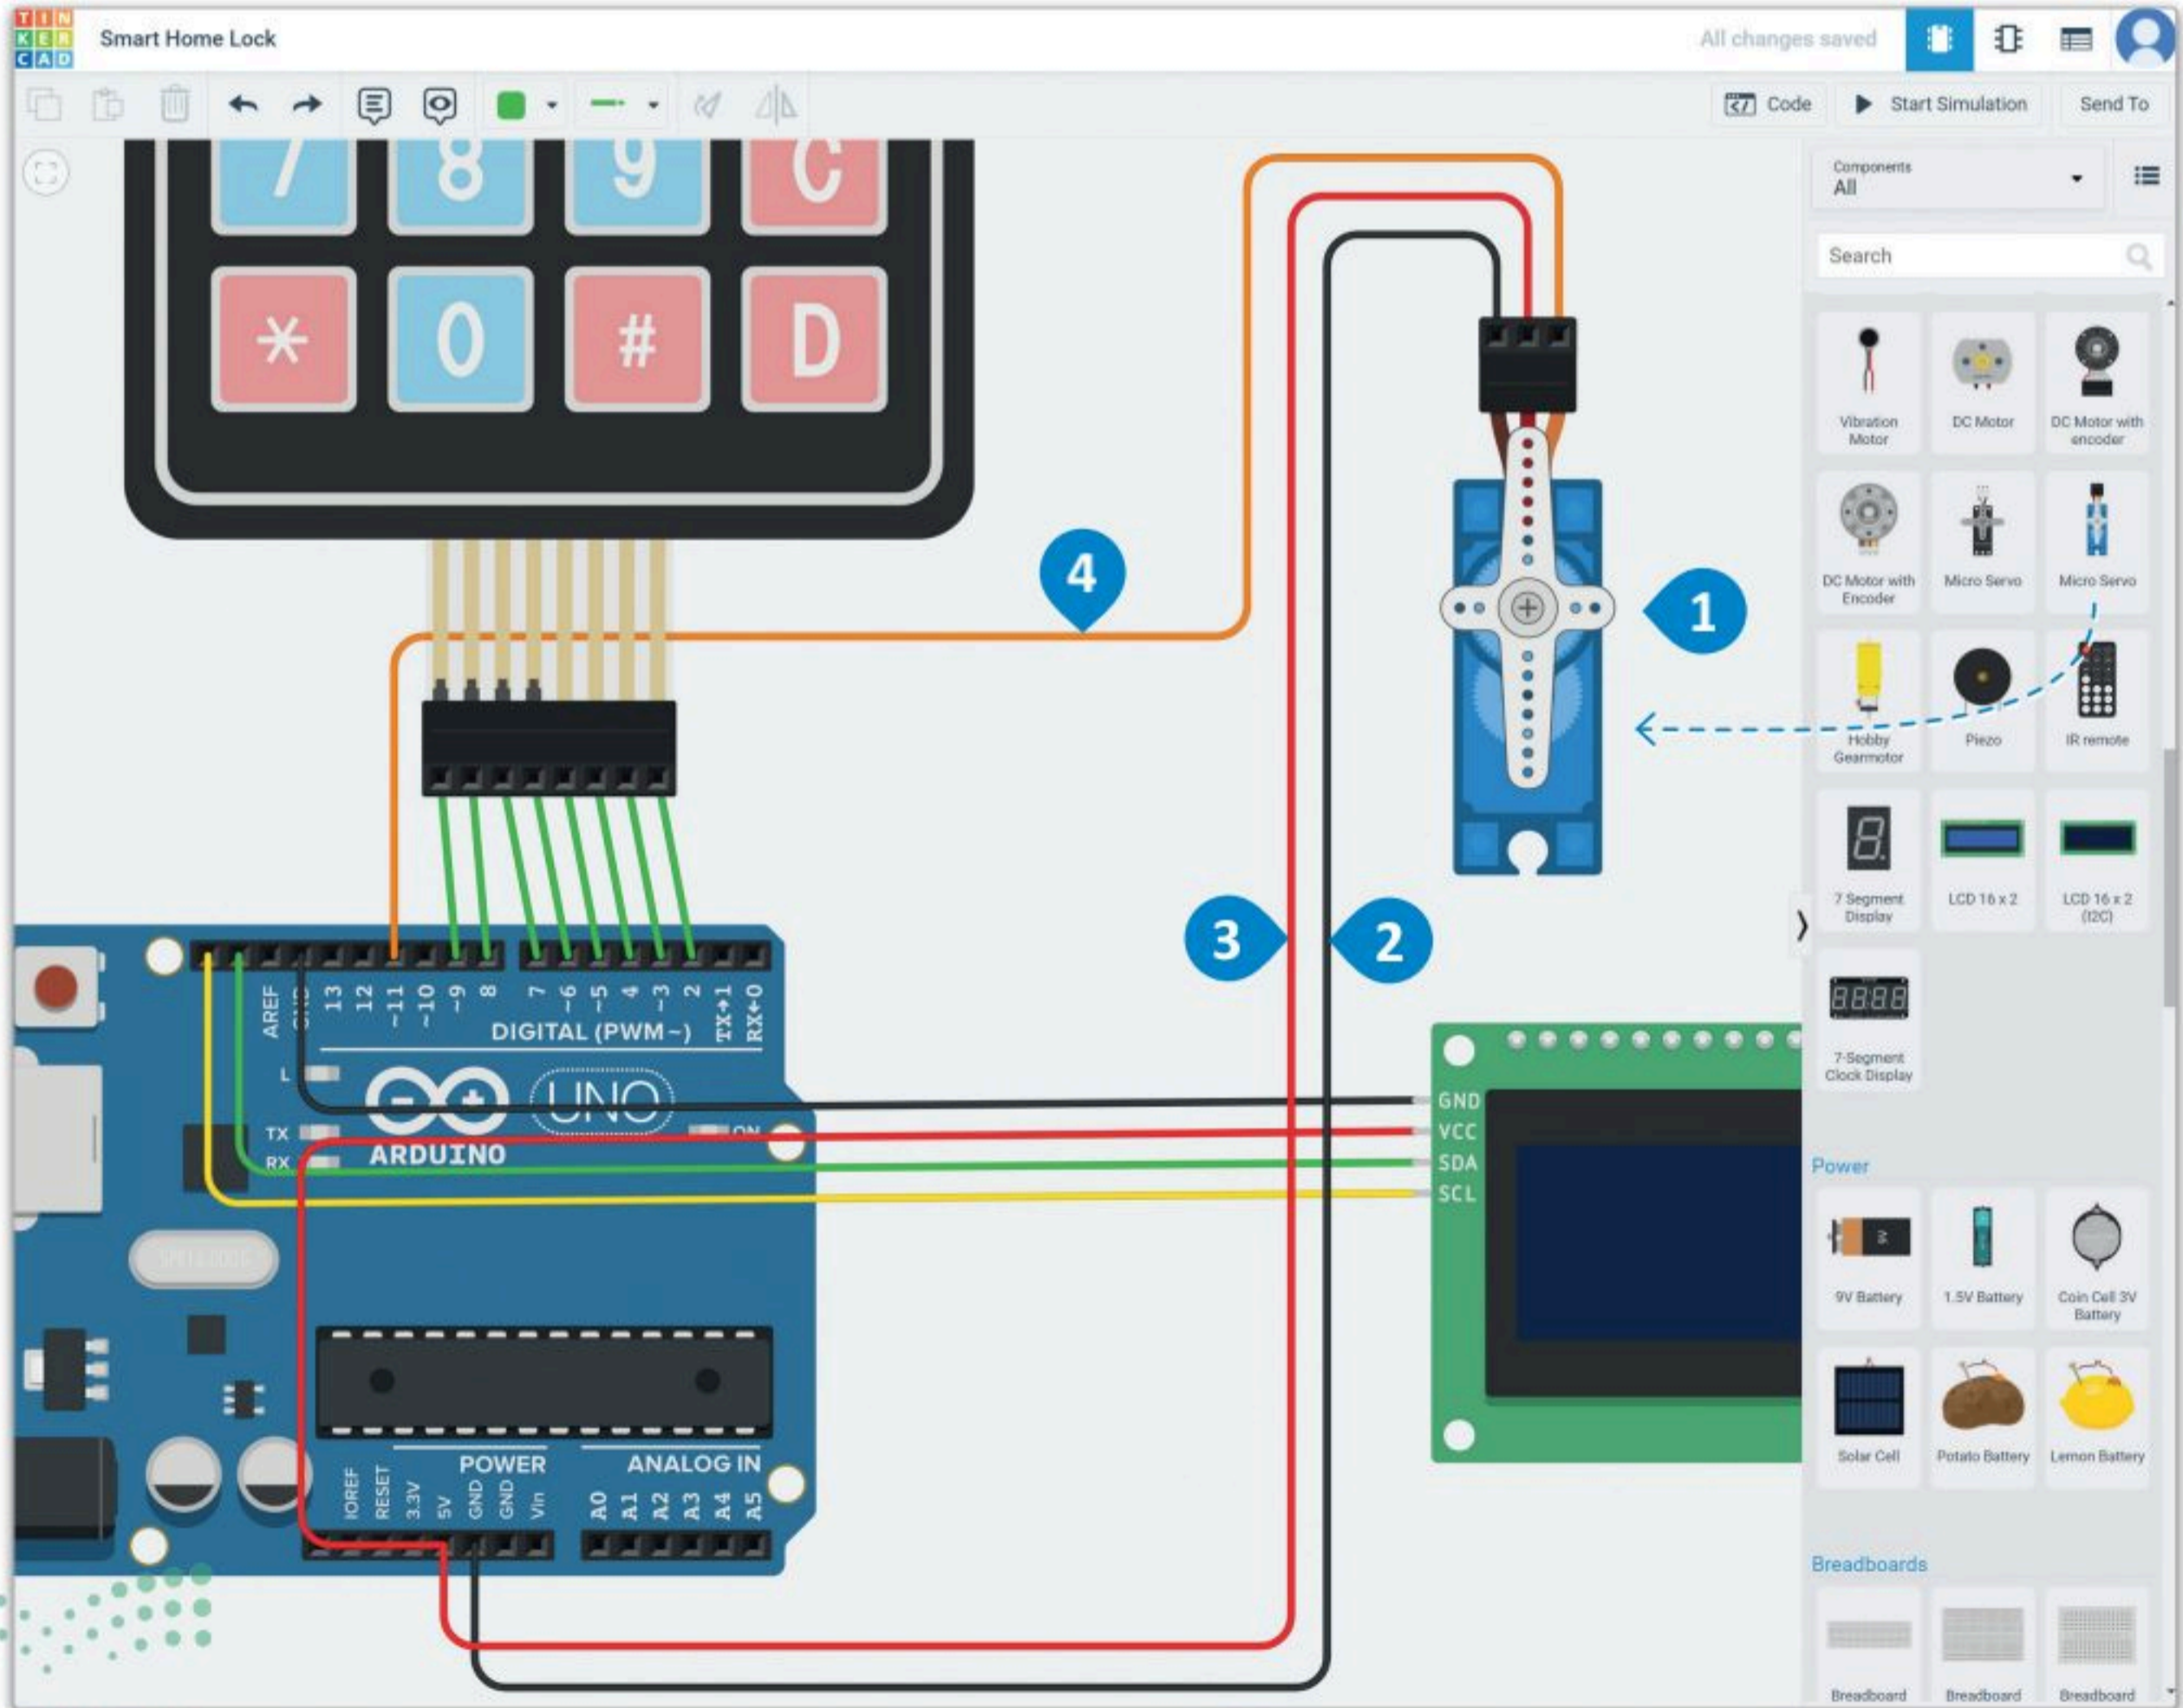 TIN
KER
CAD
Smart Home Lock
All changes saved
Code
Start Simulation
Send To
Components
All
Search
7 8 9 C
* 0 # D
4
1
3
2
Vibration
Motor
DC Motor
DC Motor with
encoder
DC Motor with
Encoder
Micro Servo
Micro Servo
Hobby
Gearmotor
Piezo
IR remote
7 Segment
Display
LCD 16 x 2
LCD 16 x 2
(I2C)
7-Segment
Clock Display
Power
9V
9V Battery
1.5V Battery
Coin Cell 3V
Battery
Solar Cell
Potato Battery
Lemon Battery
Breadboards
Breadboard
Breadboard
Breadboard
AREF GND 13 12 ~11 ~10 ~9 8 7 ~6 ~5 4 ~3 2 TX→1 RX←0
DIGITAL (PWM~)
L
UNO
TX
RX
ON
ARDUINO
GND
VCC
SDA
SCL
POWER
ANALOG IN
IOREF RESET 3.3V 5V GND GND Vin A0 A1 A2 A3 A4 A5